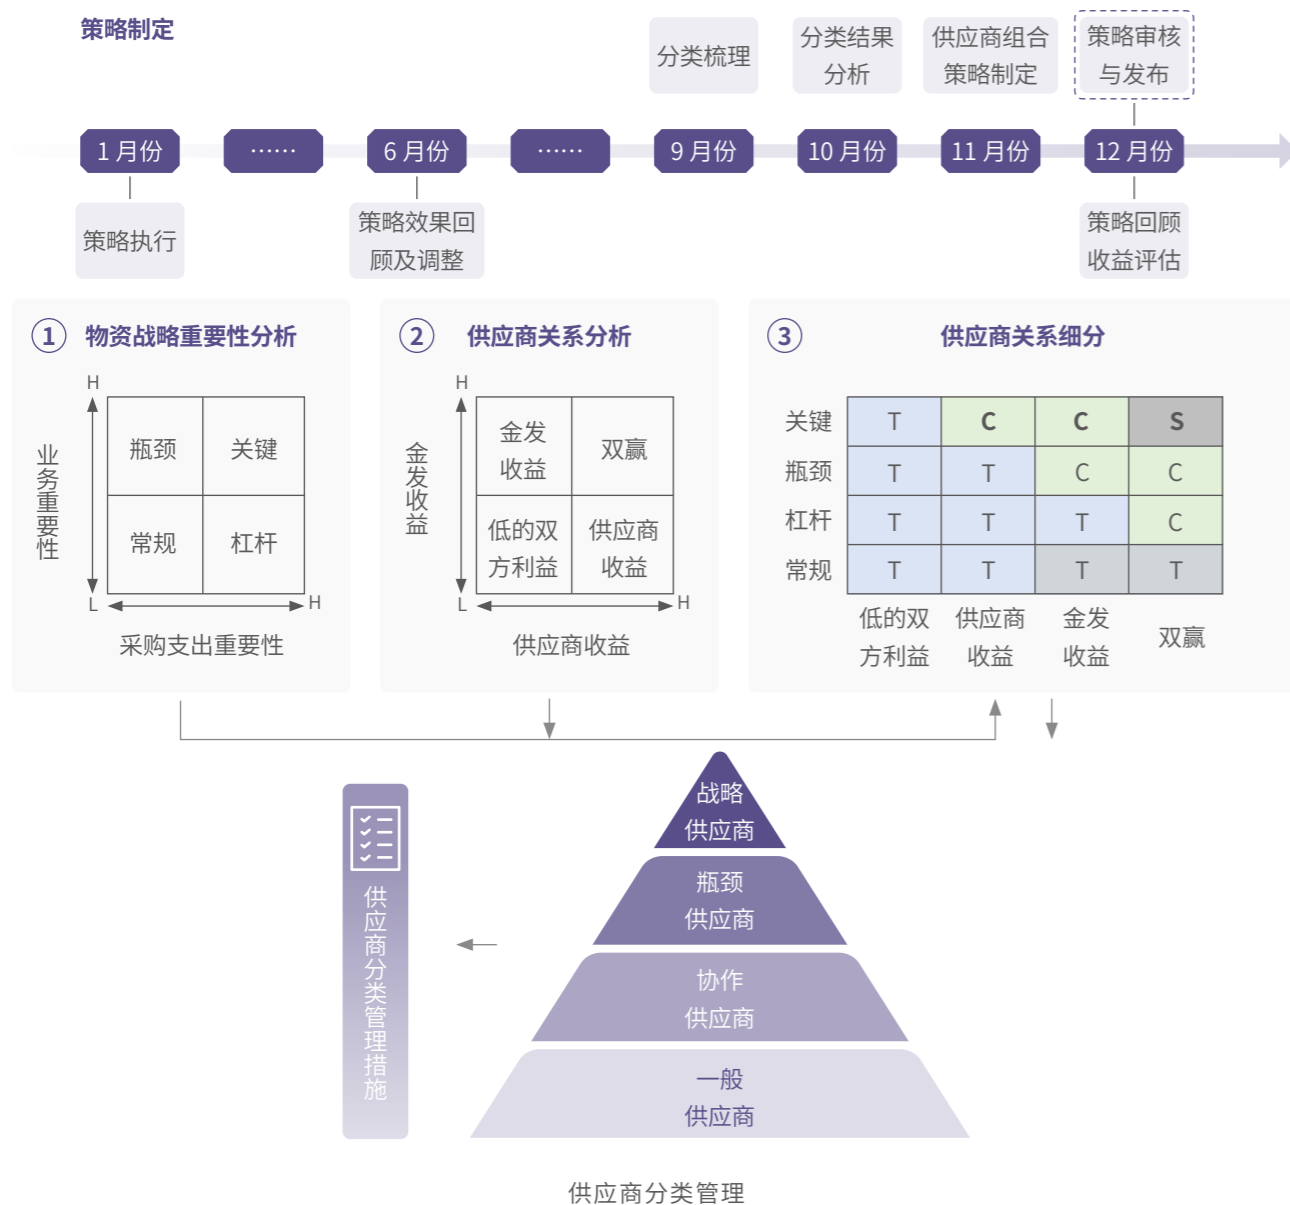 策略制定
分类梳理
分类结果
分析
供应商组合
策略制定
策略审核
与发布
1 月份
……
6 月份
……
9 月份
10 月份
11 月份
12 月份
策略执行
策略效果回
顾及调整
策略回顾
收益评估
① 物资战略重要性分析
H
业务重要性
瓶颈
关键
常规
杠杆
L
H
采购支出重要性
② 供应商关系分析
H
金发收益
金发
收益
双赢
低的双
方利益
供应商
收益
L
H
供应商收益
③ 供应商关系细分
关键 T C C S
瓶颈 T T C C
杠杆 T T T C
常规 T T T T
低的双
方利益
供应商
收益
金发
收益
双赢
战略
供应商
瓶颈
供应商
协作
供应商
一般
供应商
供应商分类管理措施
供应商分类管理